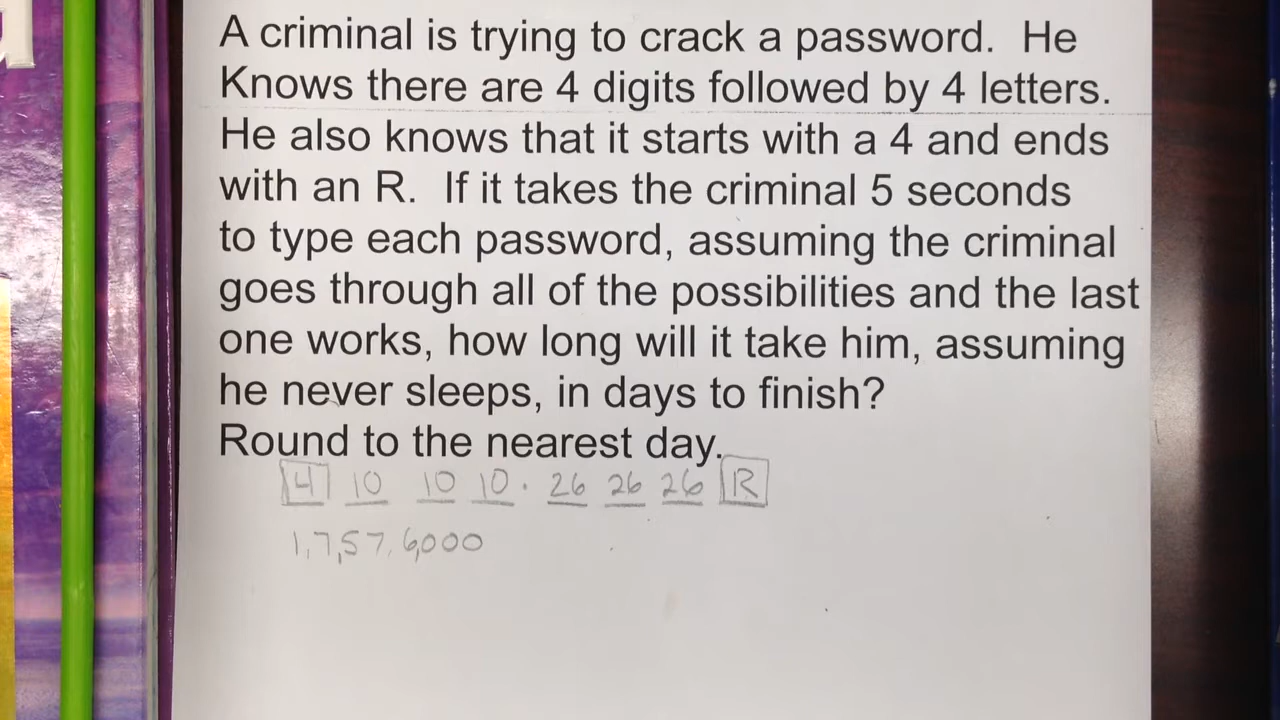 A criminal is trying to crack a password. He
Knows there are 4 digits followed by 4 letters.
He also knows that it starts with a 4 and ends
with an R. If it takes the criminal 5 seconds
to type each password, assuming the criminal
goes through all of the possibilities and the last
one works, how long will it take him, assuming
he never sleeps, in days to finish?
Round to the nearest day.
4 10 10 10 · 26 26 26 R
1,7,57,6,000